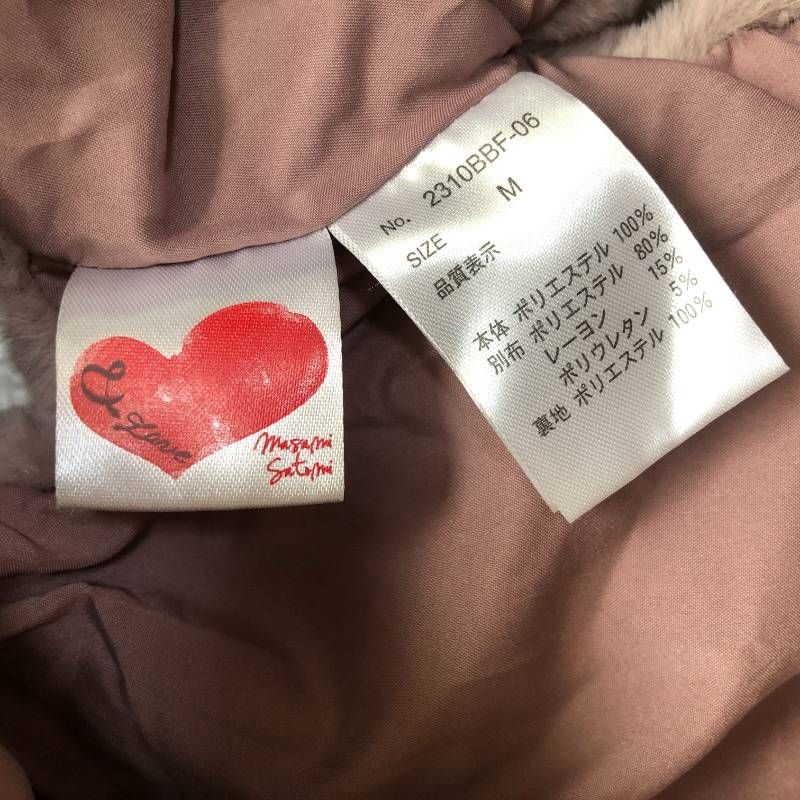 Love
Masami
Satomi
No. 2310BBF-06
SIZE M
品質表示
本体 ポリエステル 100%
別布 ポリエステル 80%
レーヨン 15%
ポリウレタン 5%
裏地 ポリエステル 100%